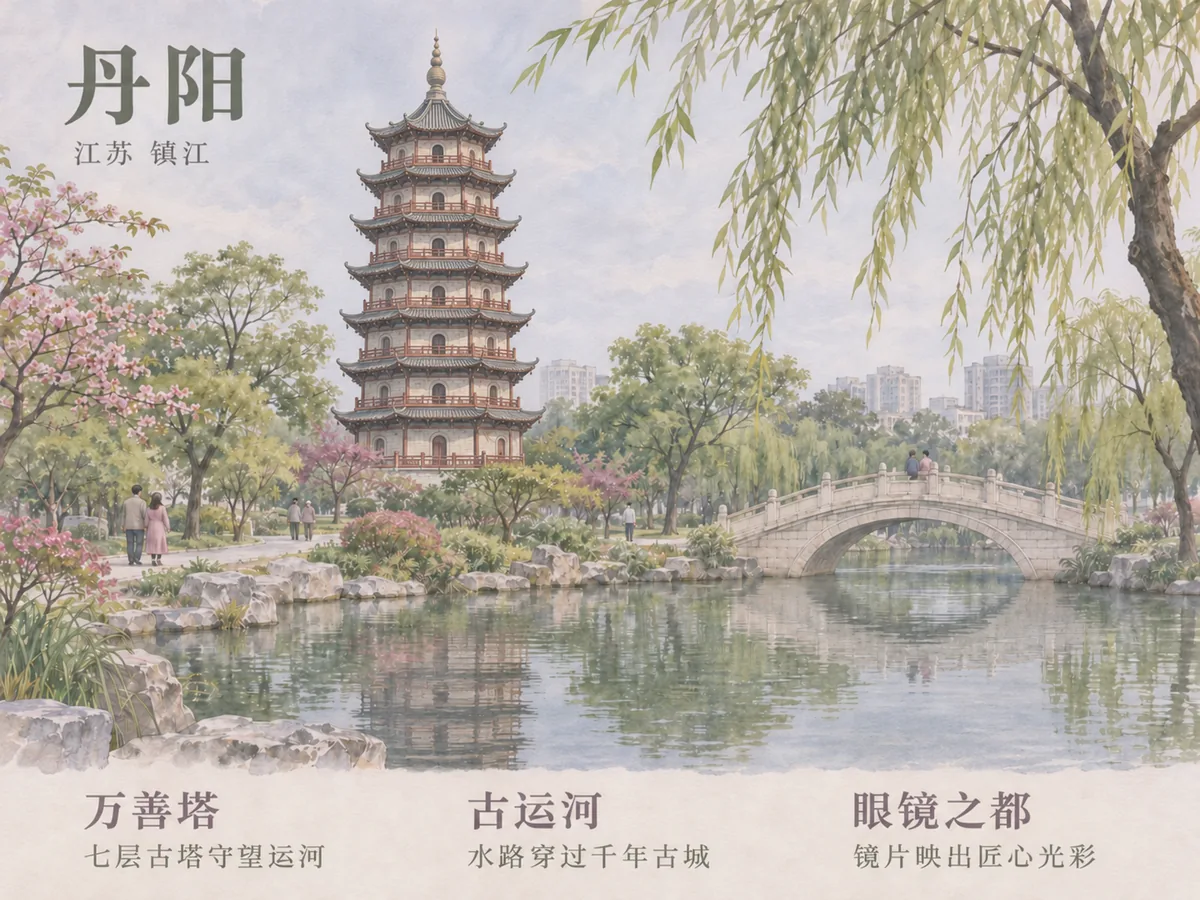 丹阳
江苏 镇江
万善塔
七层古塔守望运河
古运河
水路穿过千年古城
眼镜之都
镜片映出匠心光彩